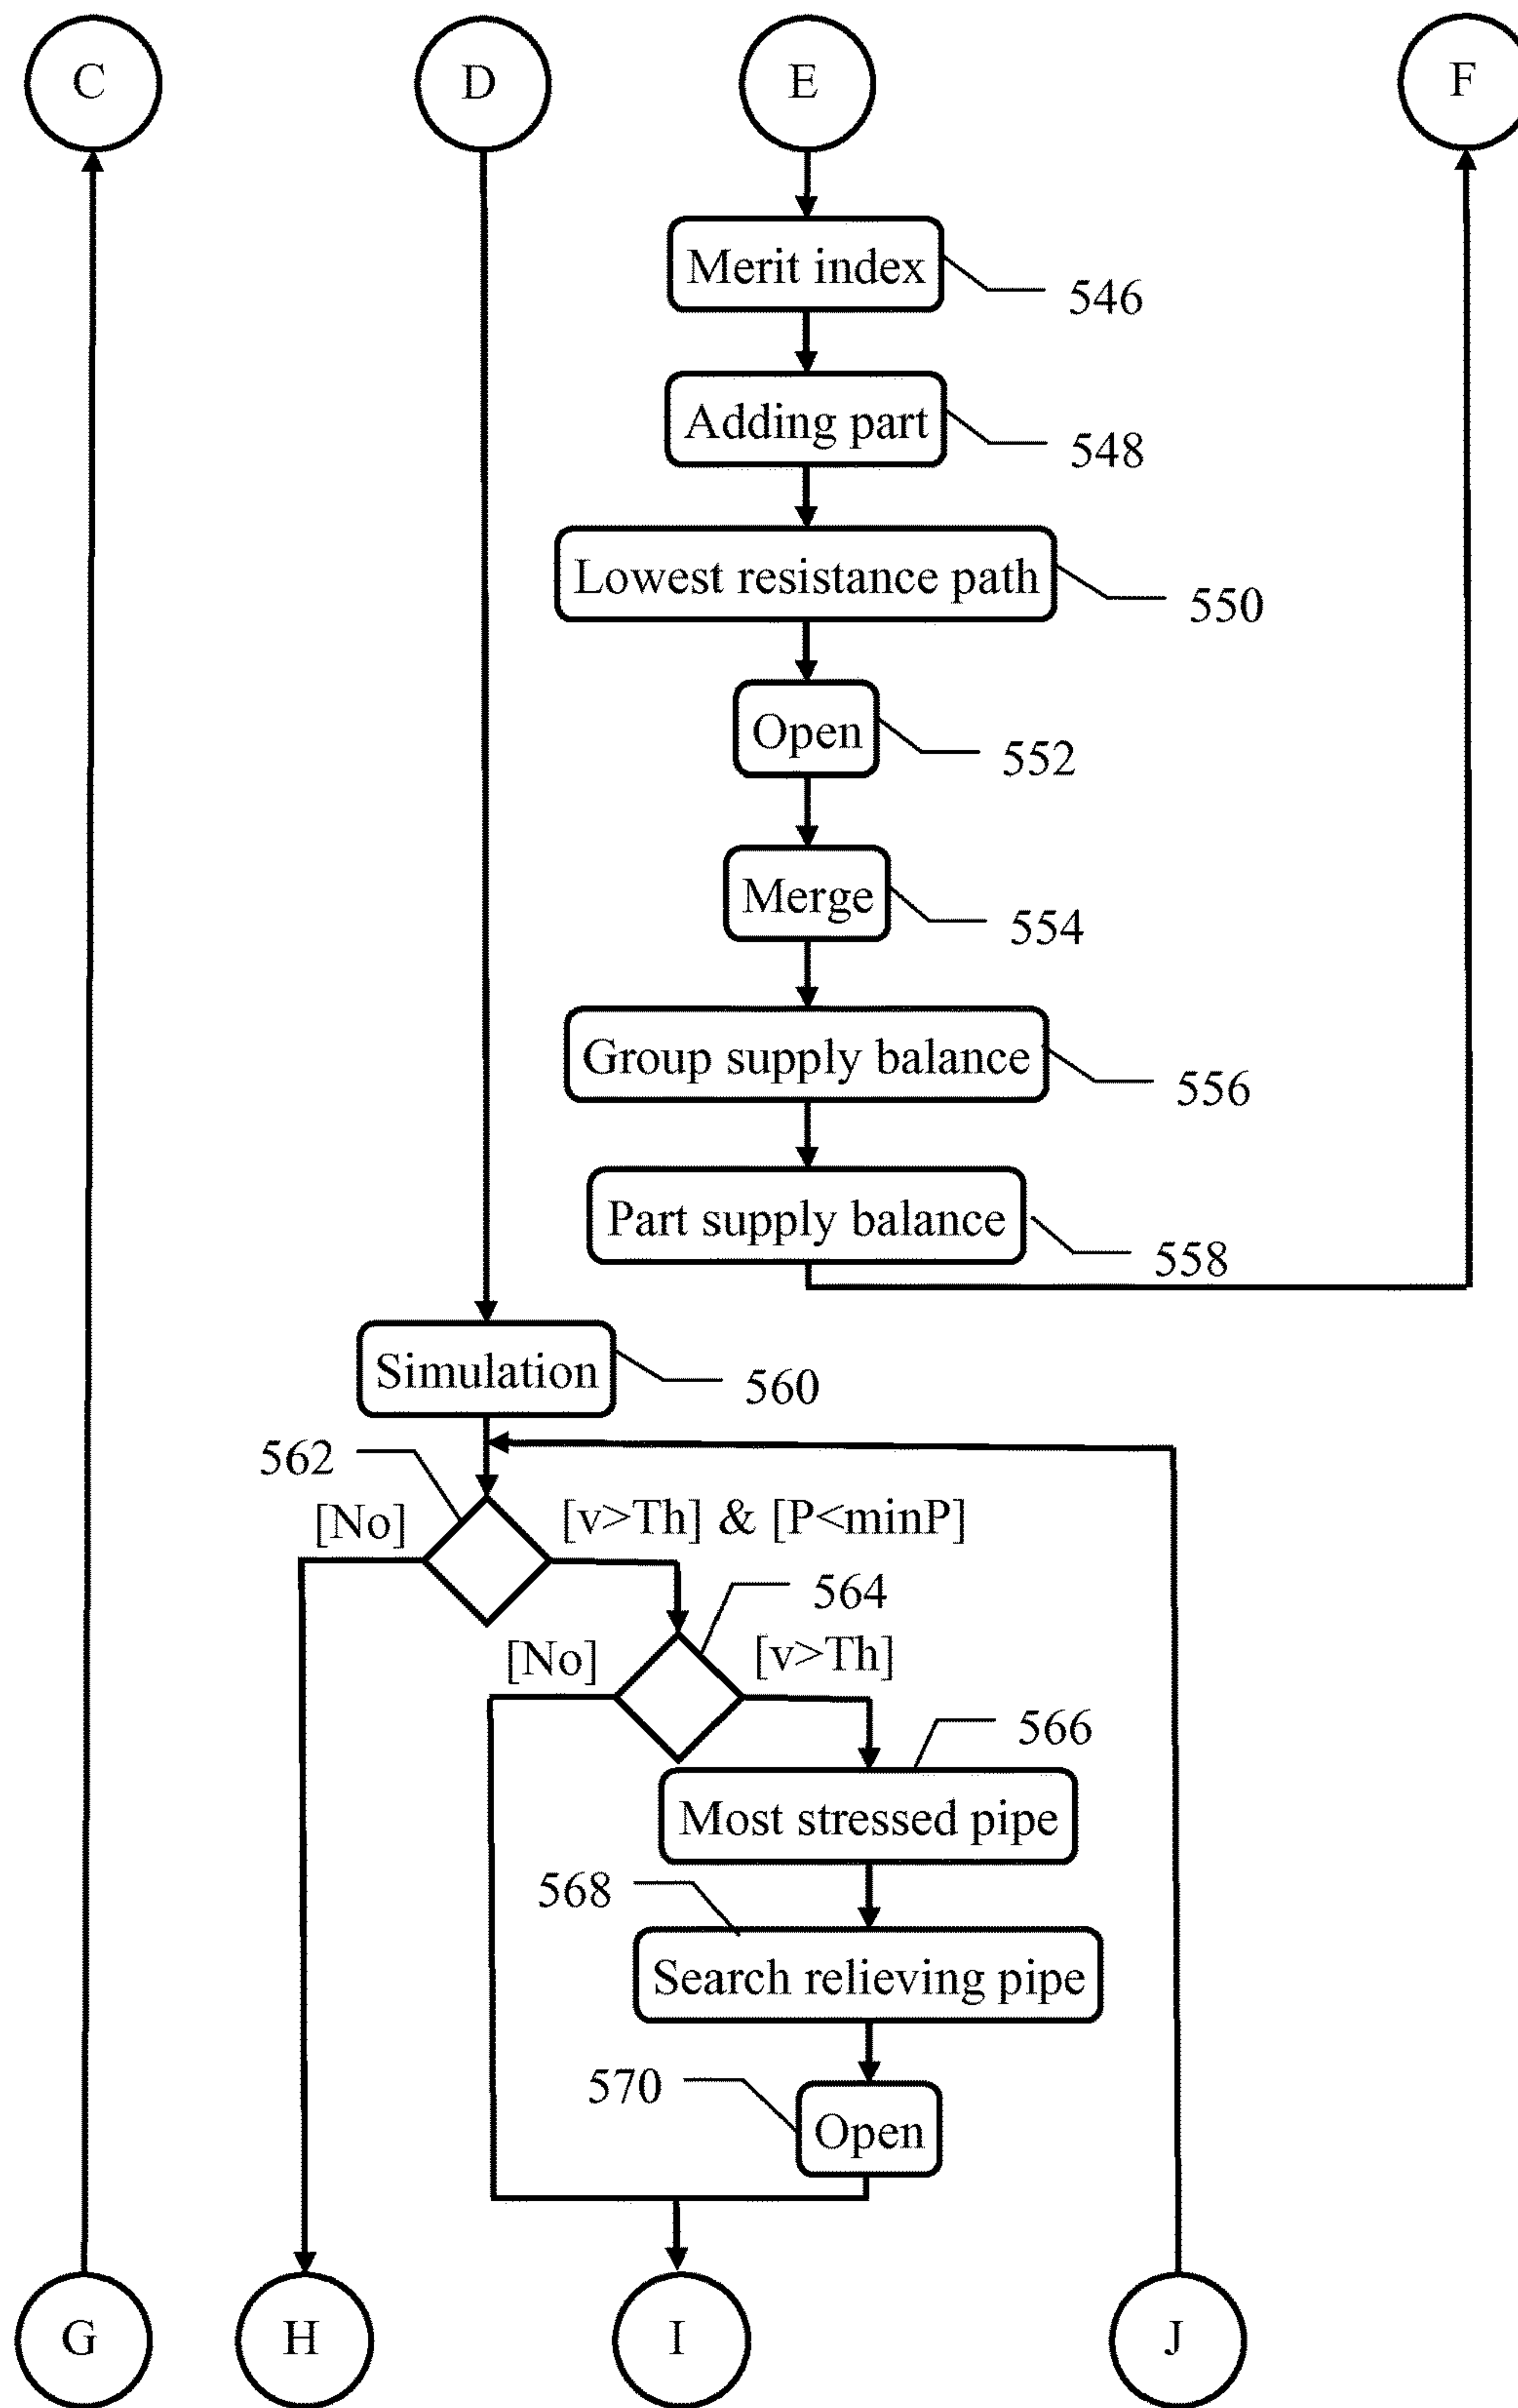 C
D
E
F
Merit index
546
Adding part
548
Lowest resistance path
550
Open
552
Merge
554
Group supply balance
556
Part supply balance
558
Simulation
560
562
[No]
[v>Th] & [P<minP]
564
[No]
[v>Th]
566
Most stressed pipe
568
Search relieving pipe
570
Open
G
H
I
J